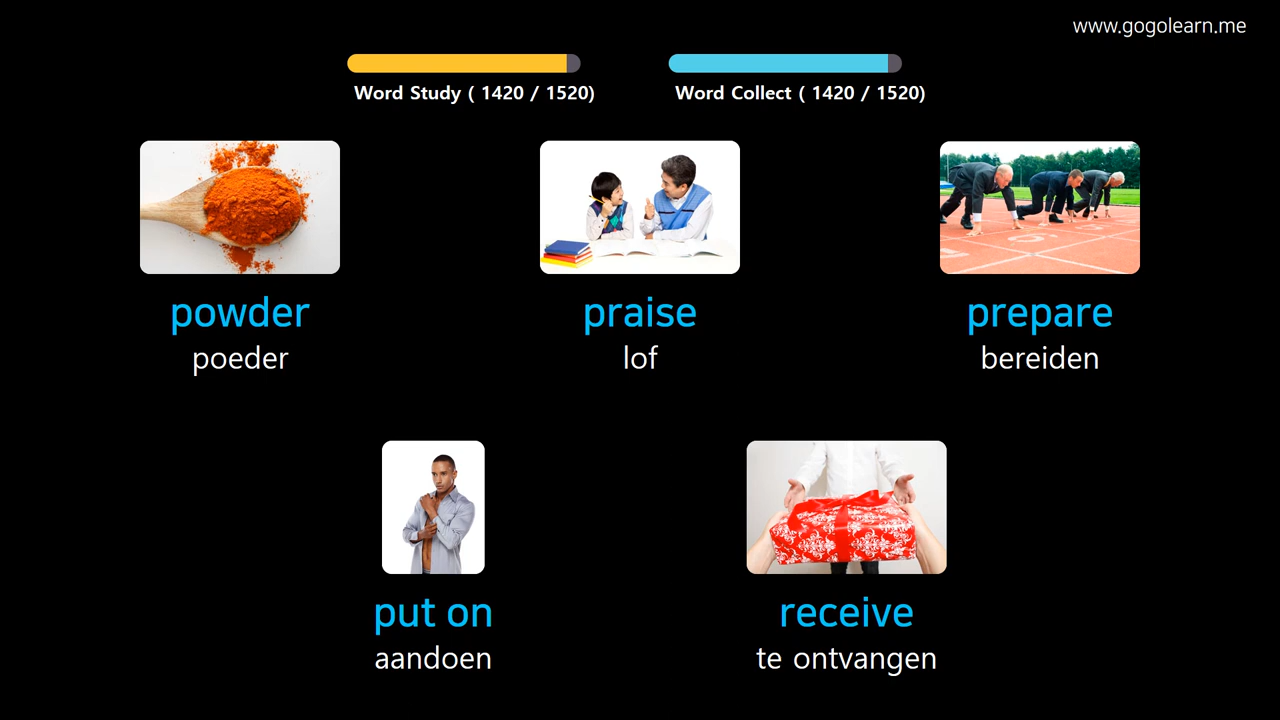 www.gogolearn.me
Word Study ( 1420 / 1520)
Word Collect ( 1420 / 1520)
powder
poeder
praise
lof
prepare
bereiden
put on
aandoen
receive
te ontvangen